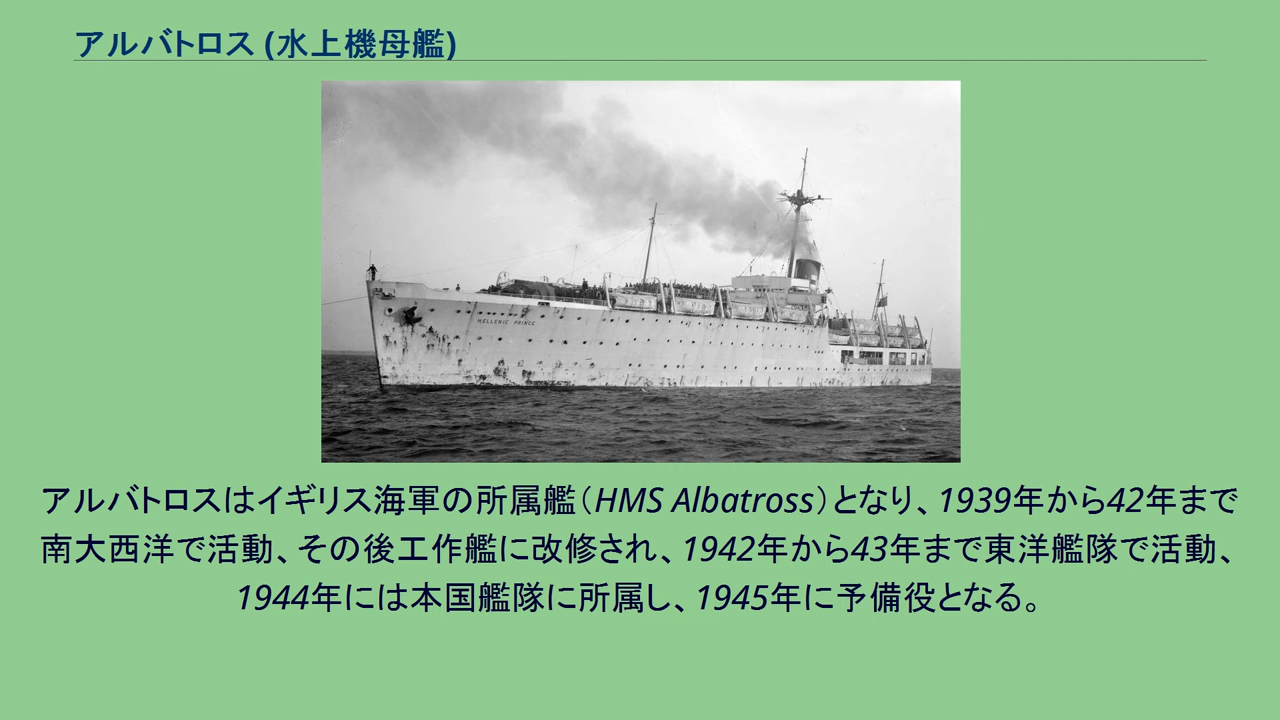 アルバトロス (水上機母艦)
HELLENIC PRINCE
アルバトロスはイギリス海軍の所属艦（HMS Albatross）となり、1939年から42年まで
南大西洋で活動、その後工作艦に改修され、1942年から43年まで東洋艦隊で活動、
1944年には本国艦隊に所属し、1945年に予備役となる。